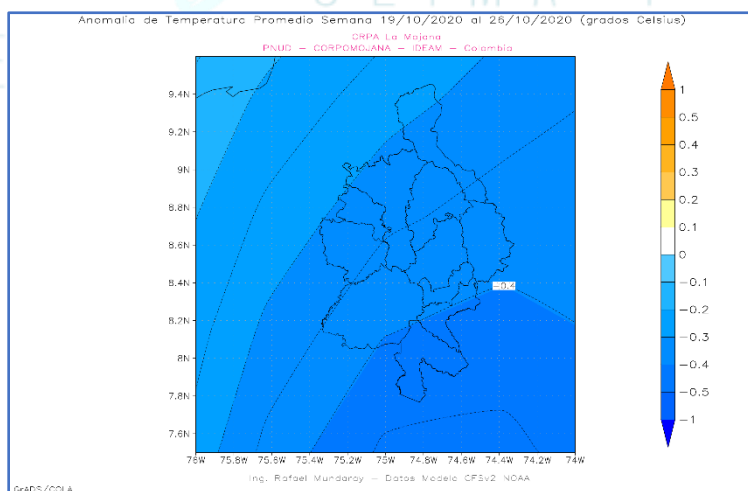 Anomalía de Temperatura Promedio Semana 19/10/2020 al 26/10/2020 (grados Celsius)
CRPA La Mojana
PNUD – CORPOMOJANA – IDEAM – Colombia
9.4N
9.2N
9N
8.8N
8.6N
8.4N
8.2N
8N
7.8N
7.6N
-0.4
76W 75.8W 75.6W 75.4W 75.2W 75W 74.8W 74.6W 74.4W 74.2W 74W
1
0.5
0.4
0.3
0.2
0.1
0
-0.1
-0.2
-0.3
-0.4
-0.5
-1
Ing. Rafael Mundaray – Datos Modelo CFSv2 NOAA
GrADS/COLA